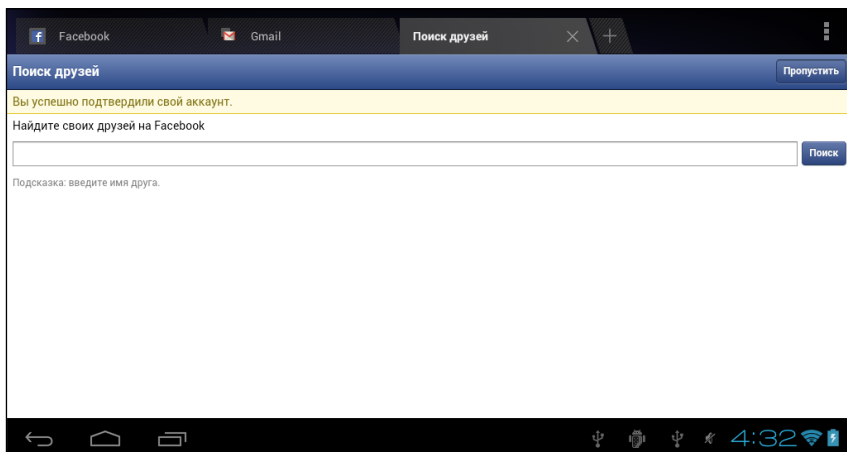 Facebook
Gmail
Поиск друзей
Поиск друзей
Пропустить
Вы успешно подтвердили свой аккаунт.
Найдите своих друзей на Facebook
Поиск
Подсказка: введите имя друга.
4:32